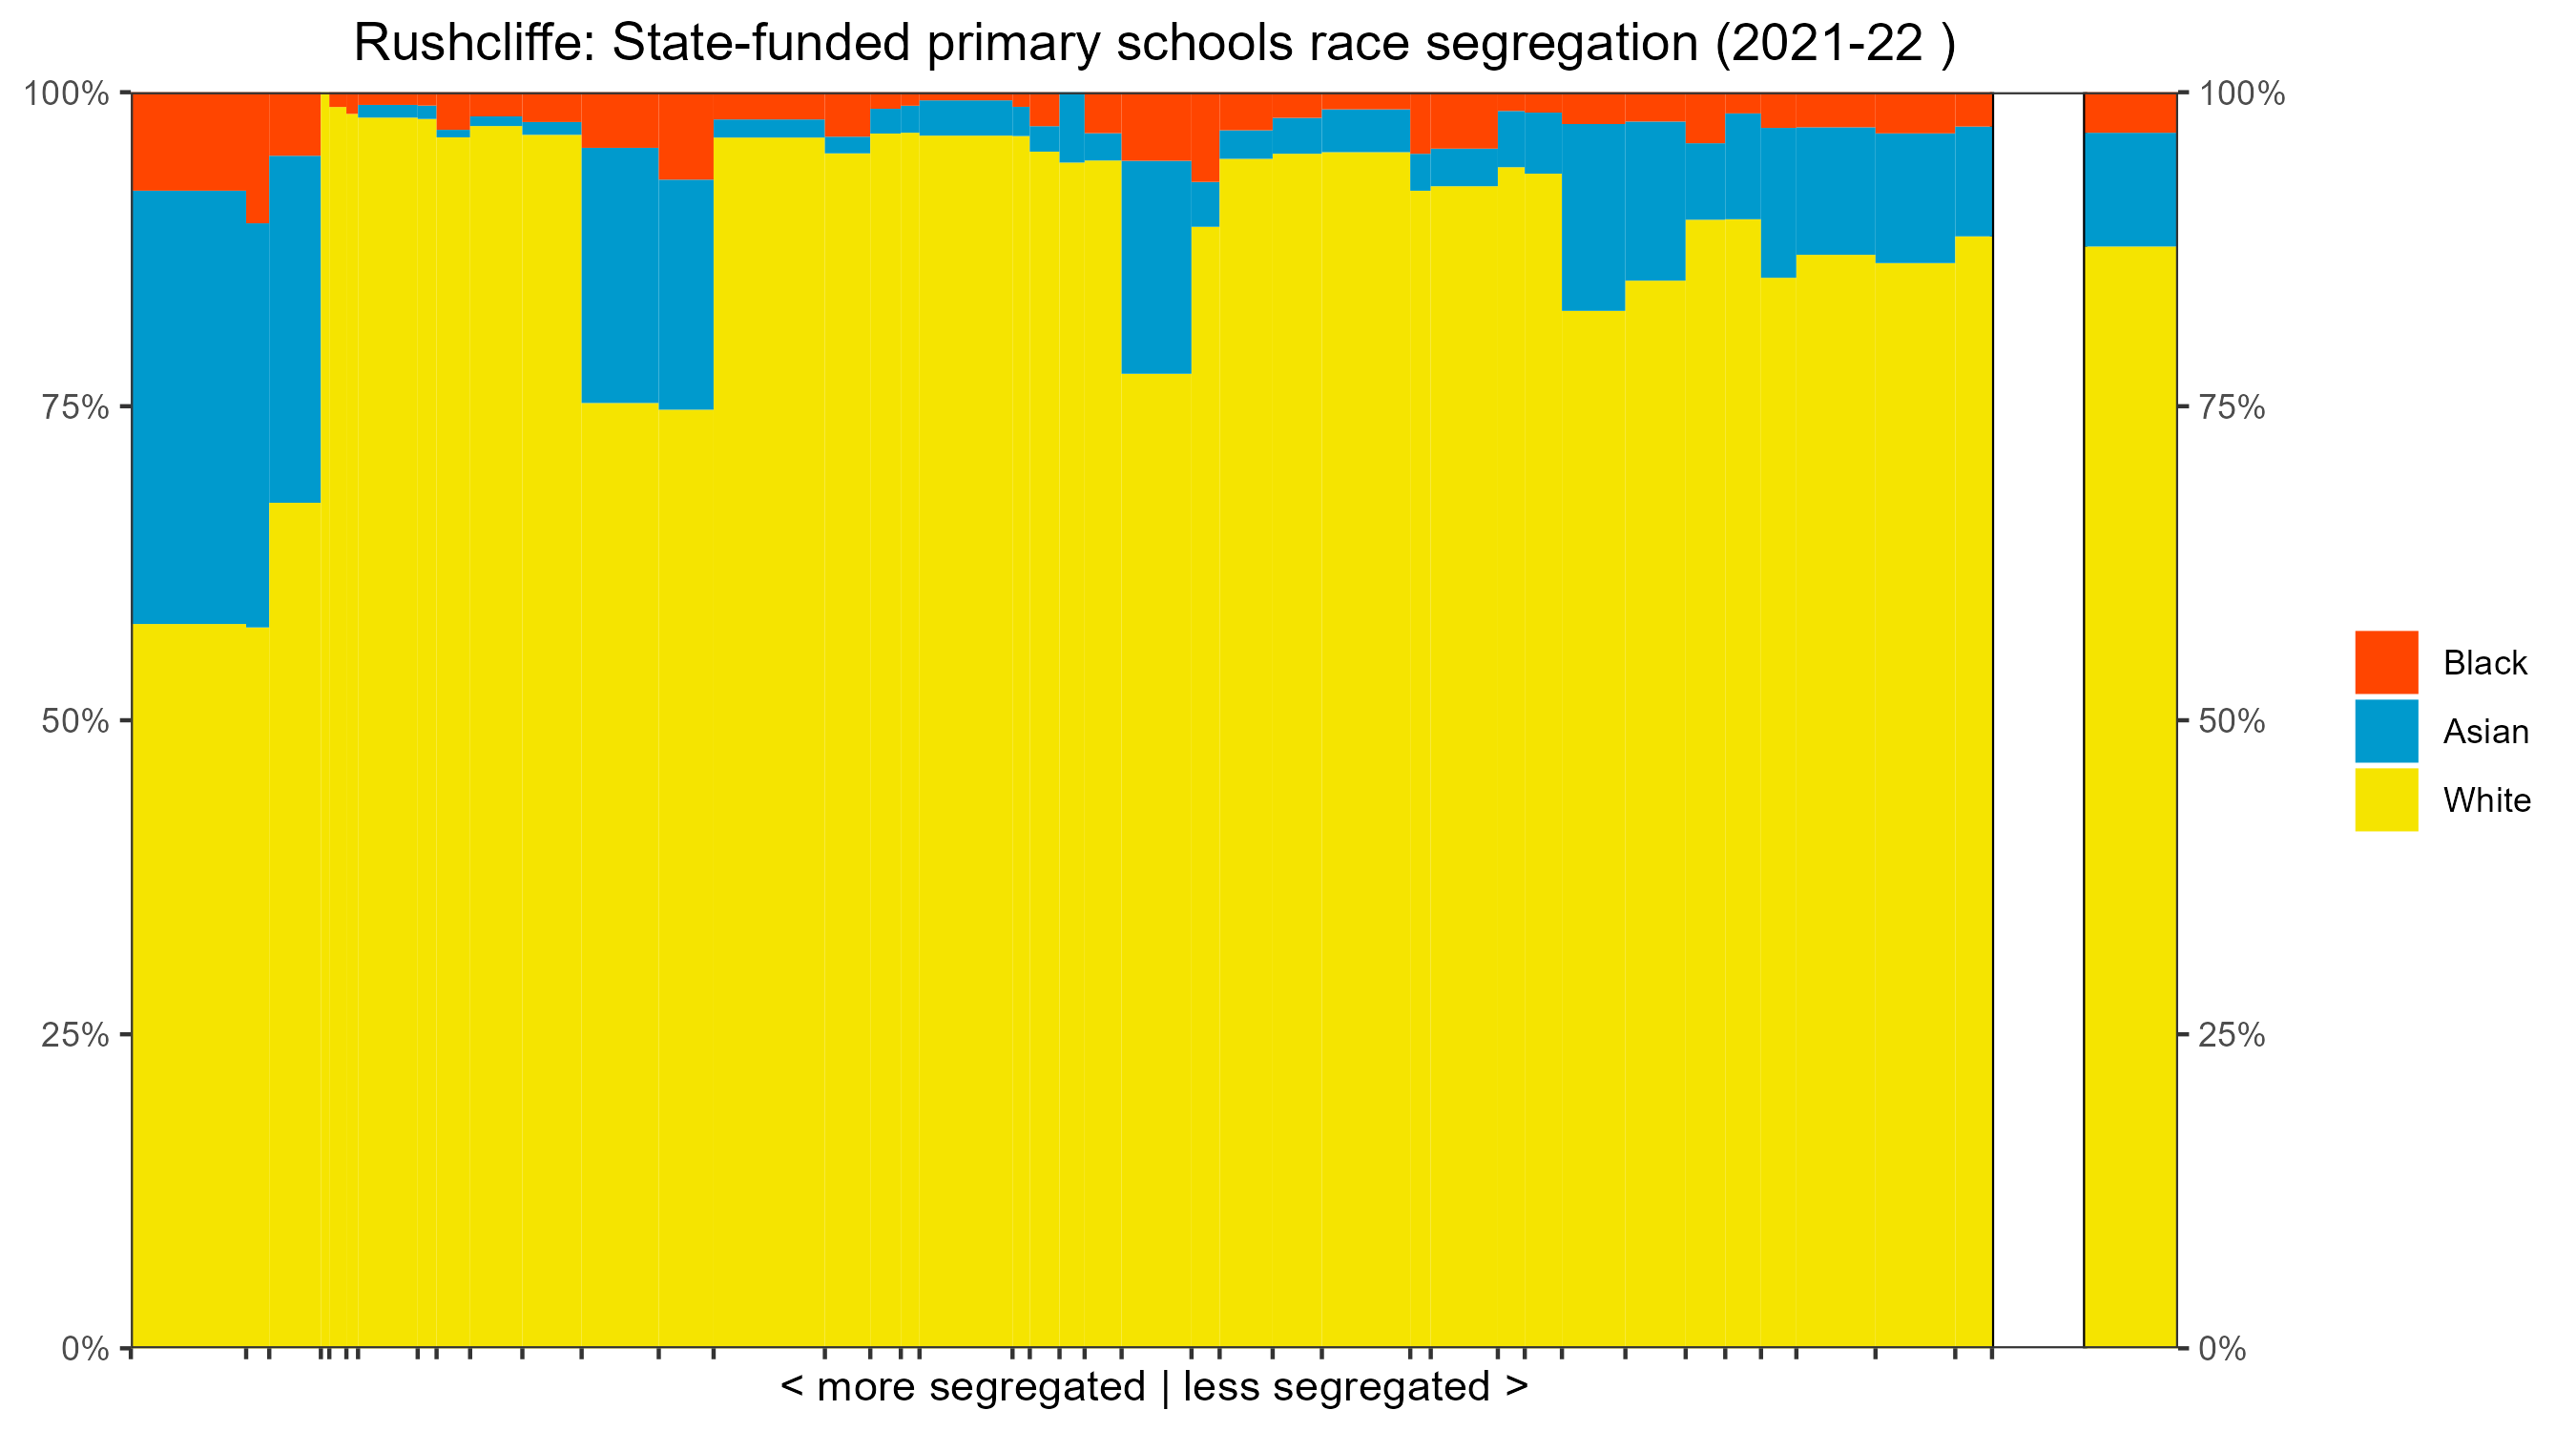 Rushcliffe: State-funded primary schools race segregation (2021-22 )
100%
75%
50%
25%
0%
100%
75%
50%
25%
0%
Black
Asian
White
< more segregated | less segregated >